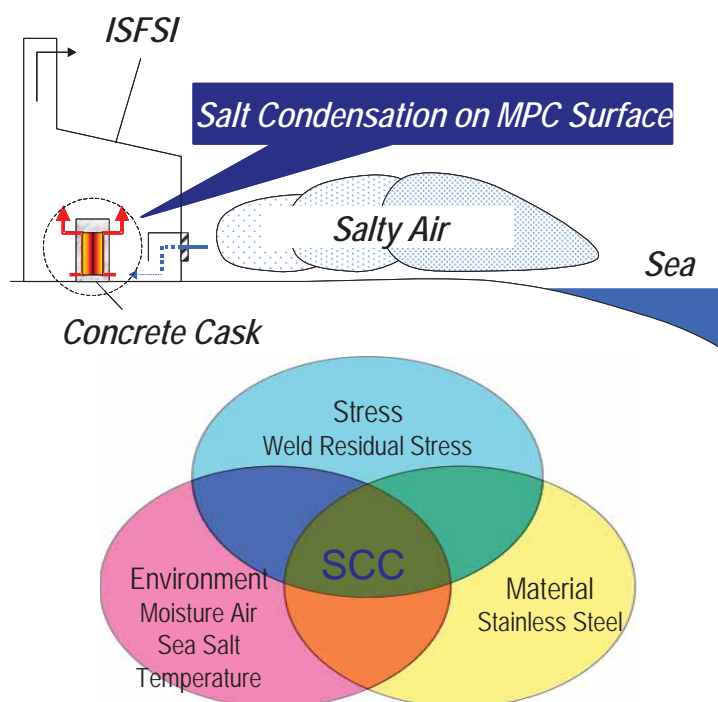 ISFSI
Salt Condensation on MPC Surface
Salty Air
Sea
Concrete Cask
Stress
Weld Residual Stress
SCC
Environment
Moisture Air
Sea Salt
Temperature
Material
Stainless Steel